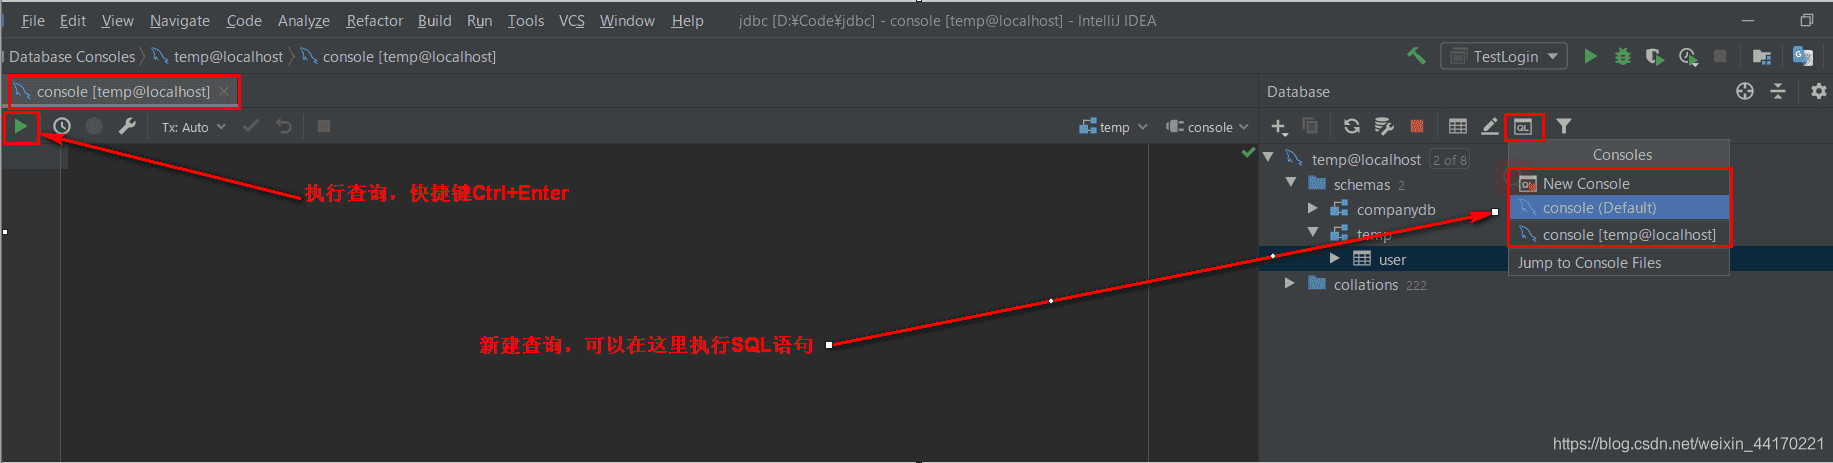 File Edit View Navigate Code Analyze Refactor Build Run Tools VCS Window Help jdbc [D:¥Code¥jdbc] - console [temp@localhost] - IntelliJ IDEA
Database Consoles temp@localhost console [temp@localhost] TestLogin
console [temp@localhost] Database
Tx: Auto temp console QL
Consoles
temp@localhost 2 of 8
New Console
schemas 2
执行查询，快捷键Ctrl+Enter
console (Default)
companydb
temp
console [temp@localhost]
user
Jump to Console Files
collations 222
新建查询，可以在这里执行SQL语句
https://blog.csdn.net/weixin_44170221